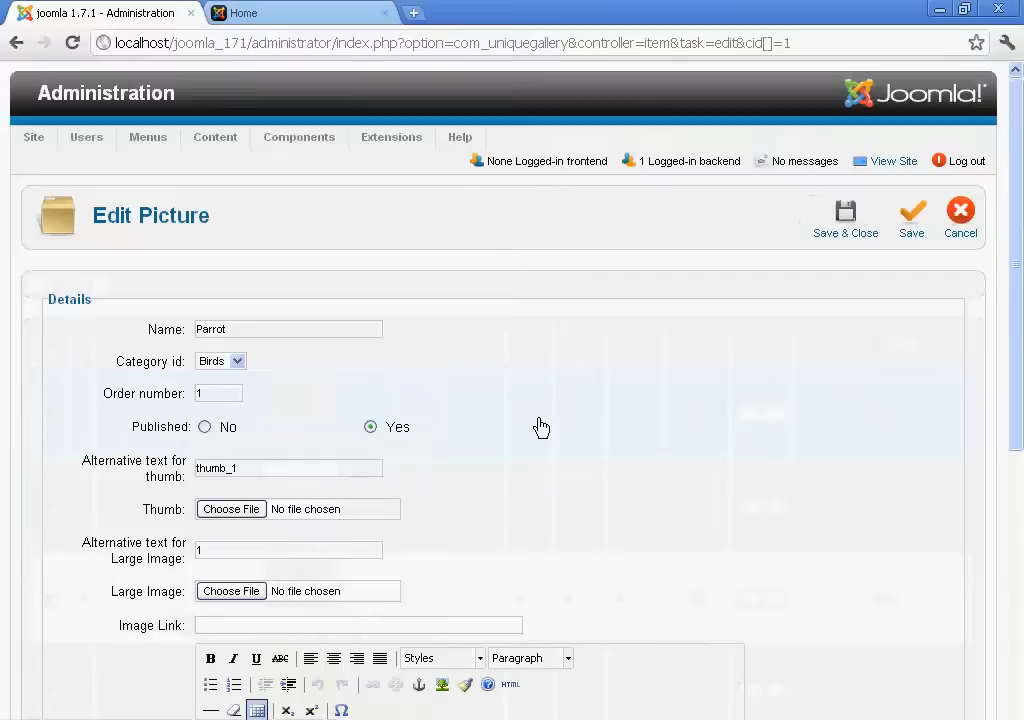 joomla 1.7.1 - Administration
Home
localhost/joomla_171/administrator/index.php?option=com_uniquegallery&controller=item&task=edit&cid[]=1
Administration
Joomla!
Site Users Menus Content Components Extensions Help
None Logged-in frontend 1 Logged-in backend No messages View Site Log out
Edit Picture
Save & Close Save Cancel
Details
Name: Parrot
Category id: Birds
Order number: 1
Published: No Yes
Alternative text for
thumb: thumb_1
Thumb: Choose File No file chosen
Alternative text for
Large Image: 1
Large Image: Choose File No file chosen
Image Link:
B I U ABC Styles Paragraph
HTML